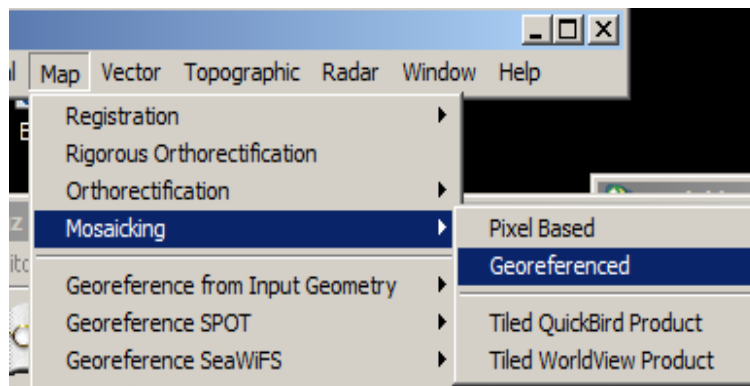 Map Vector Topographic Radar Window Help
Registration
Rigorous Orthorectification
Orthorectification
Mosaicking
Pixel Based
Georeferenced
Georeference from Input Geometry
Georeference SPOT
Tiled QuickBird Product
Georeference SeaWiFS
Tiled WorldView Product